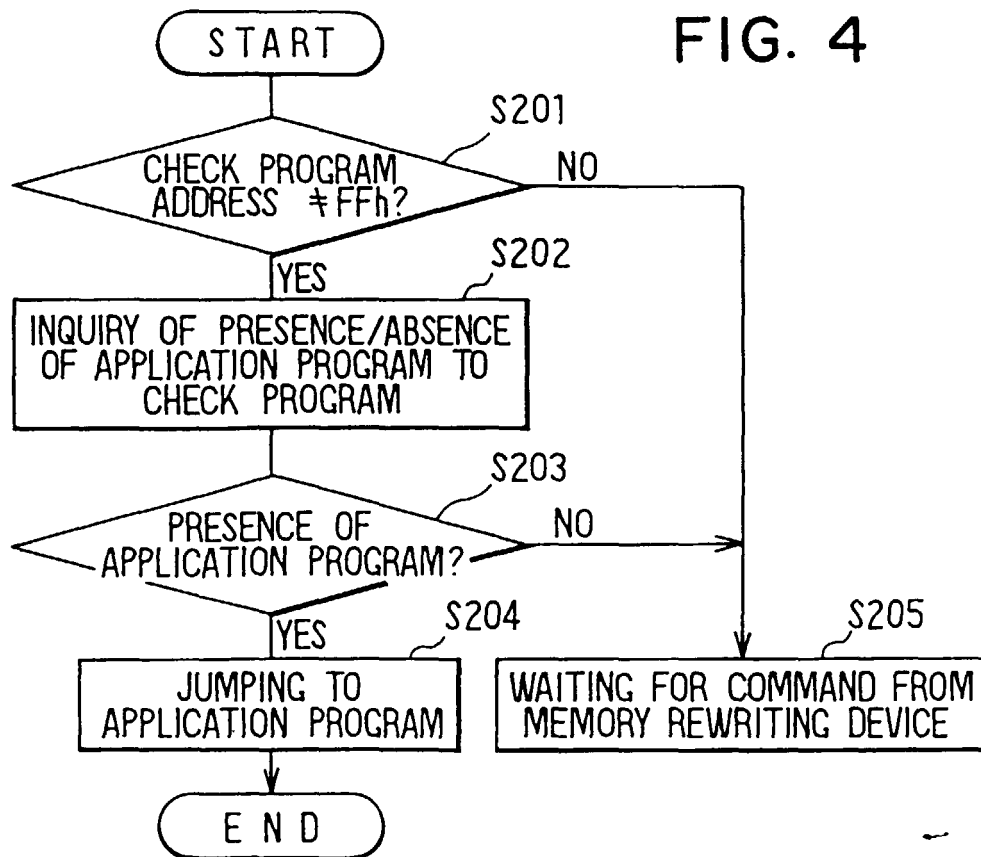 FIG. 4
START
S201
CHECK PROGRAM
ADDRESS ≠FFh?
NO
YES
S202
INQUIRY OF PRESENCE/ABSENCE
OF APPLICATION PROGRAM TO
CHECK PROGRAM
S203
PRESENCE OF
APPLICATION PROGRAM?
NO
YES
S204
JUMPING TO
APPLICATION PROGRAM
S205
WAITING FOR COMMAND FROM
MEMORY REWRITING DEVICE
END